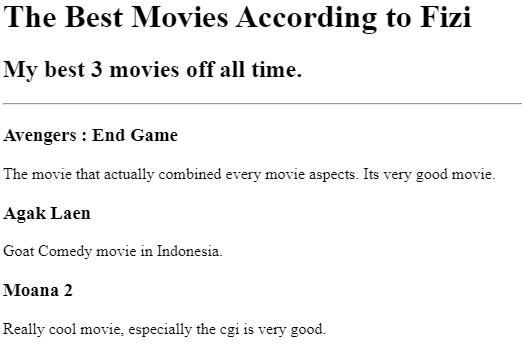 The Best Movies According to Fizi
My best 3 movies off all time.
Avengers : End Game
The movie that actually combined every movie aspects. Its very good movie.
Agak Laen
Goat Comedy movie in Indonesia.
Moana 2
Really cool movie, especially the cgi is very good.